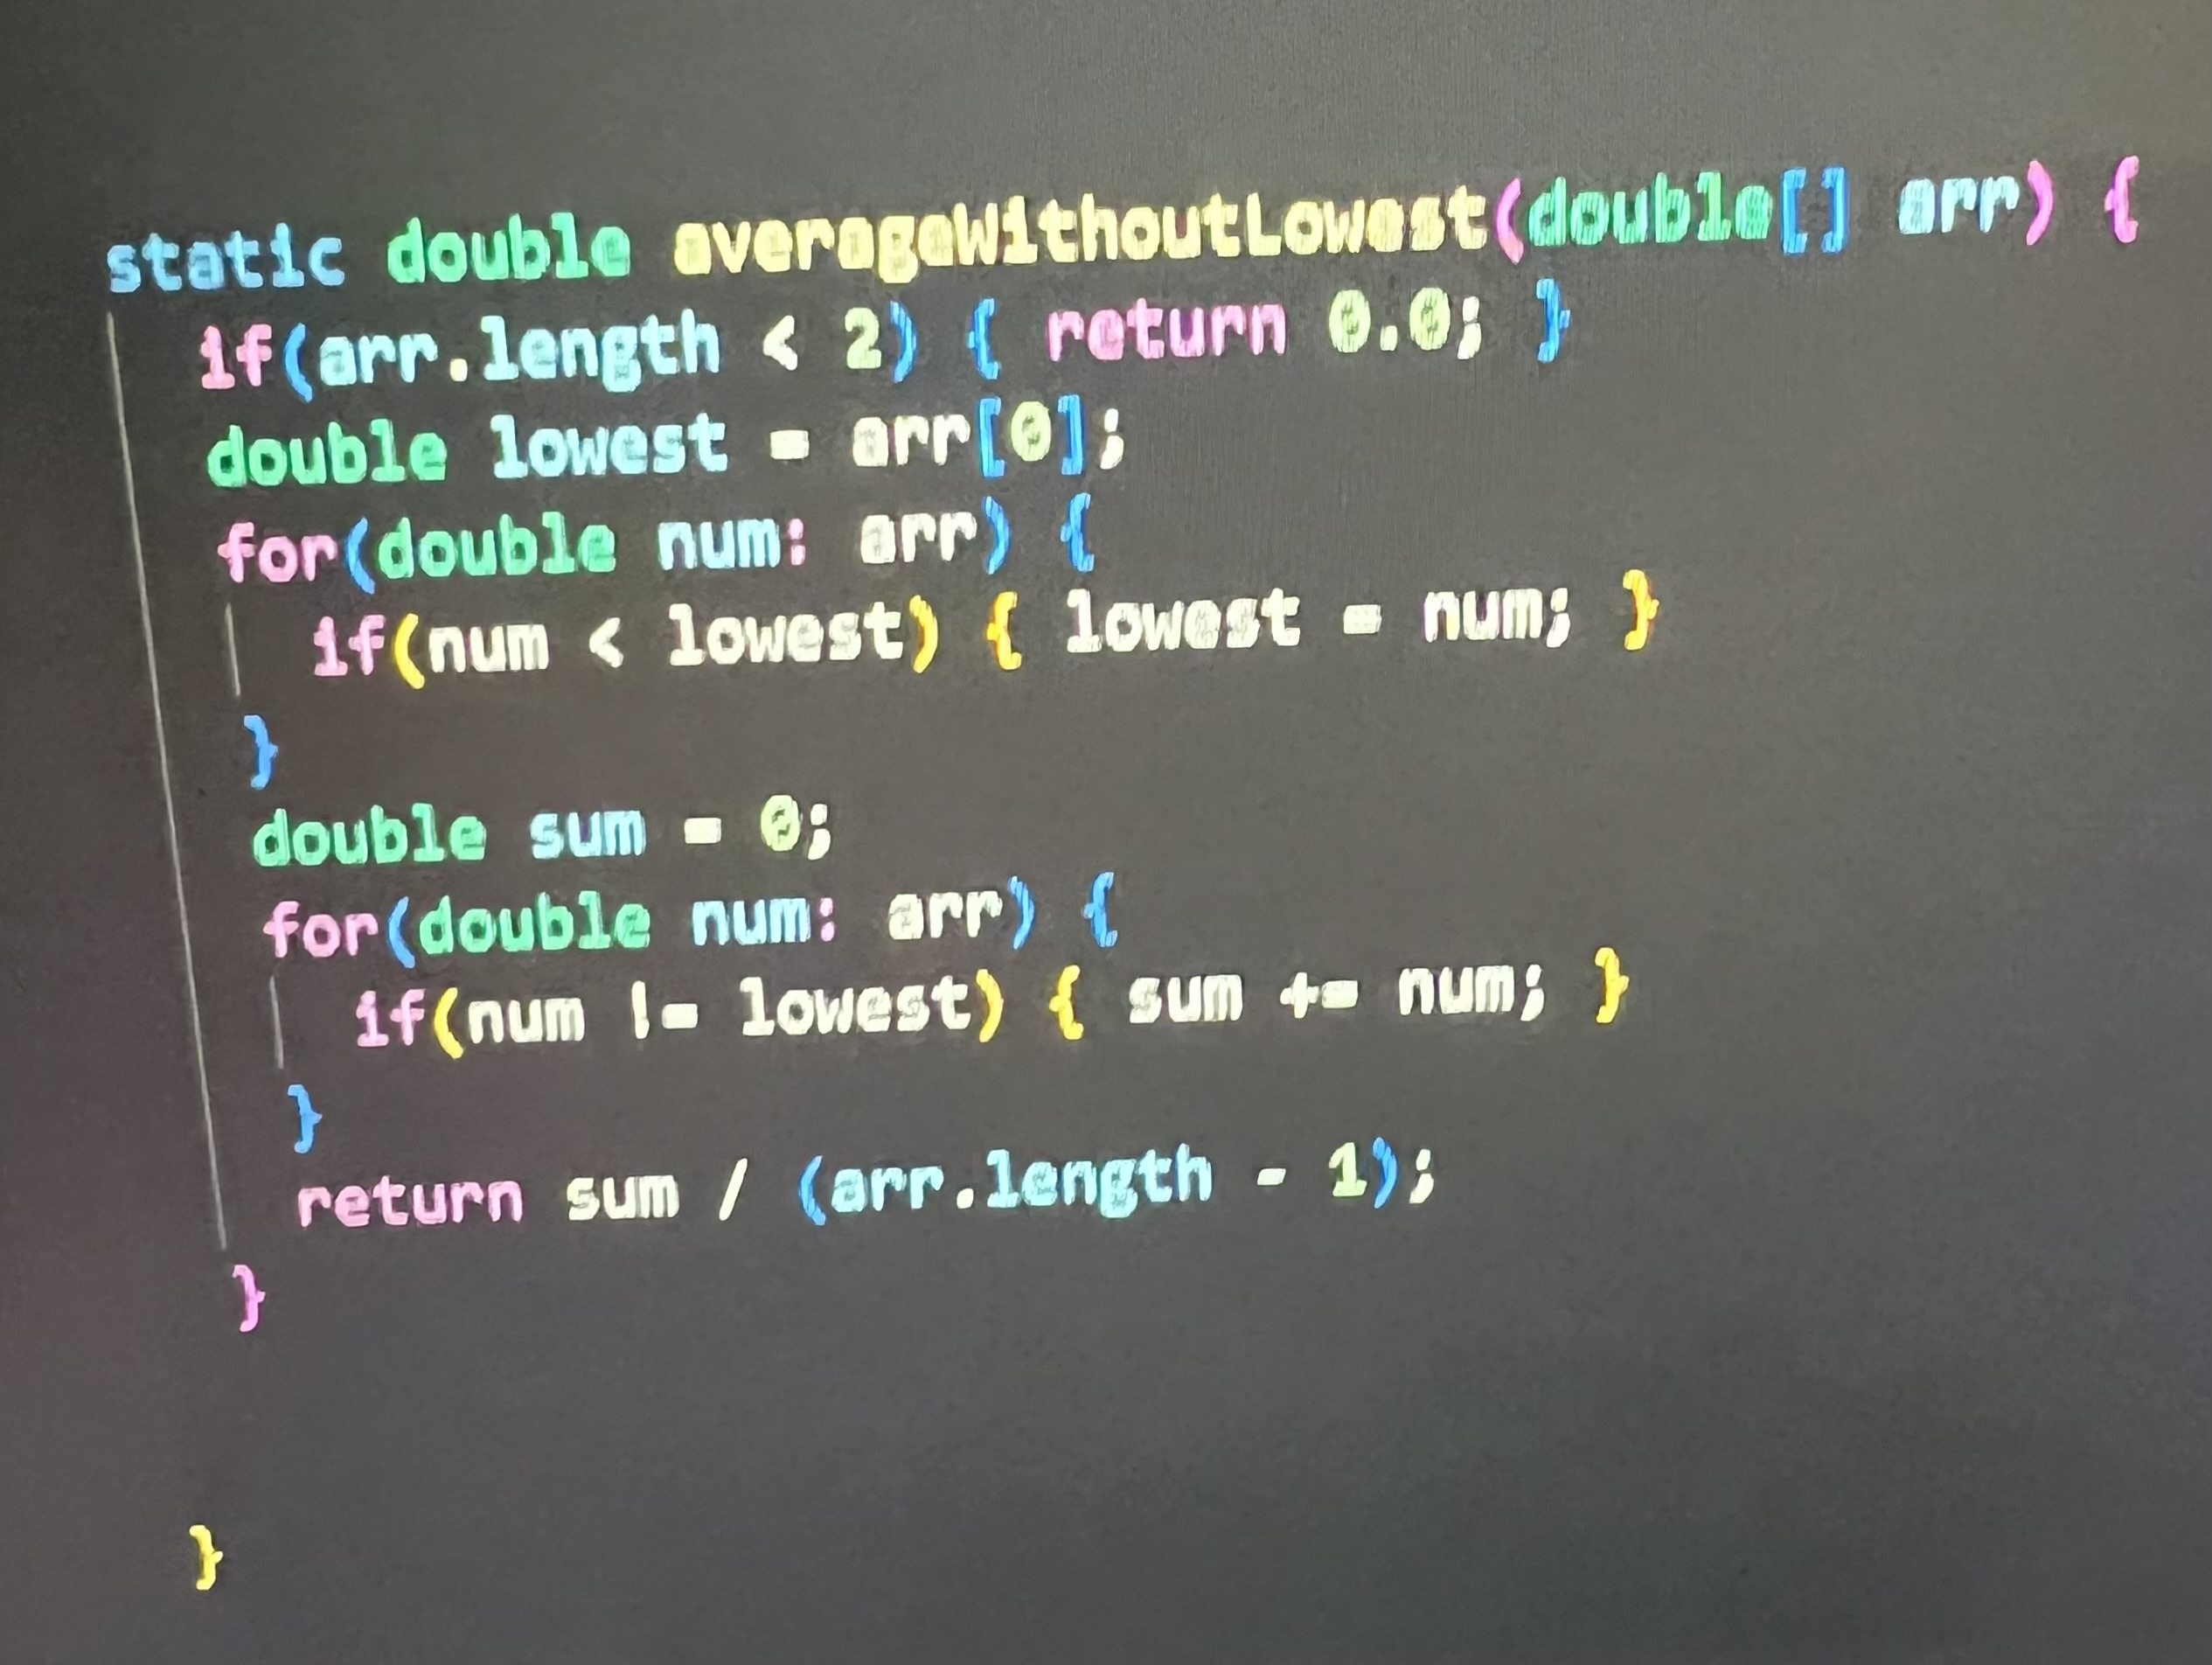 static double averageWithoutLowest(double[] arr) {
if(arr.length < 2) { return 0.0; }
double lowest = arr[0];
for(double num: arr) {
if(num < lowest) { lowest = num; }
}
double sum = 0;
for(double num: arr) {
if(num != lowest) { sum += num; }
}
return sum / (arr.length - 1);
}
}